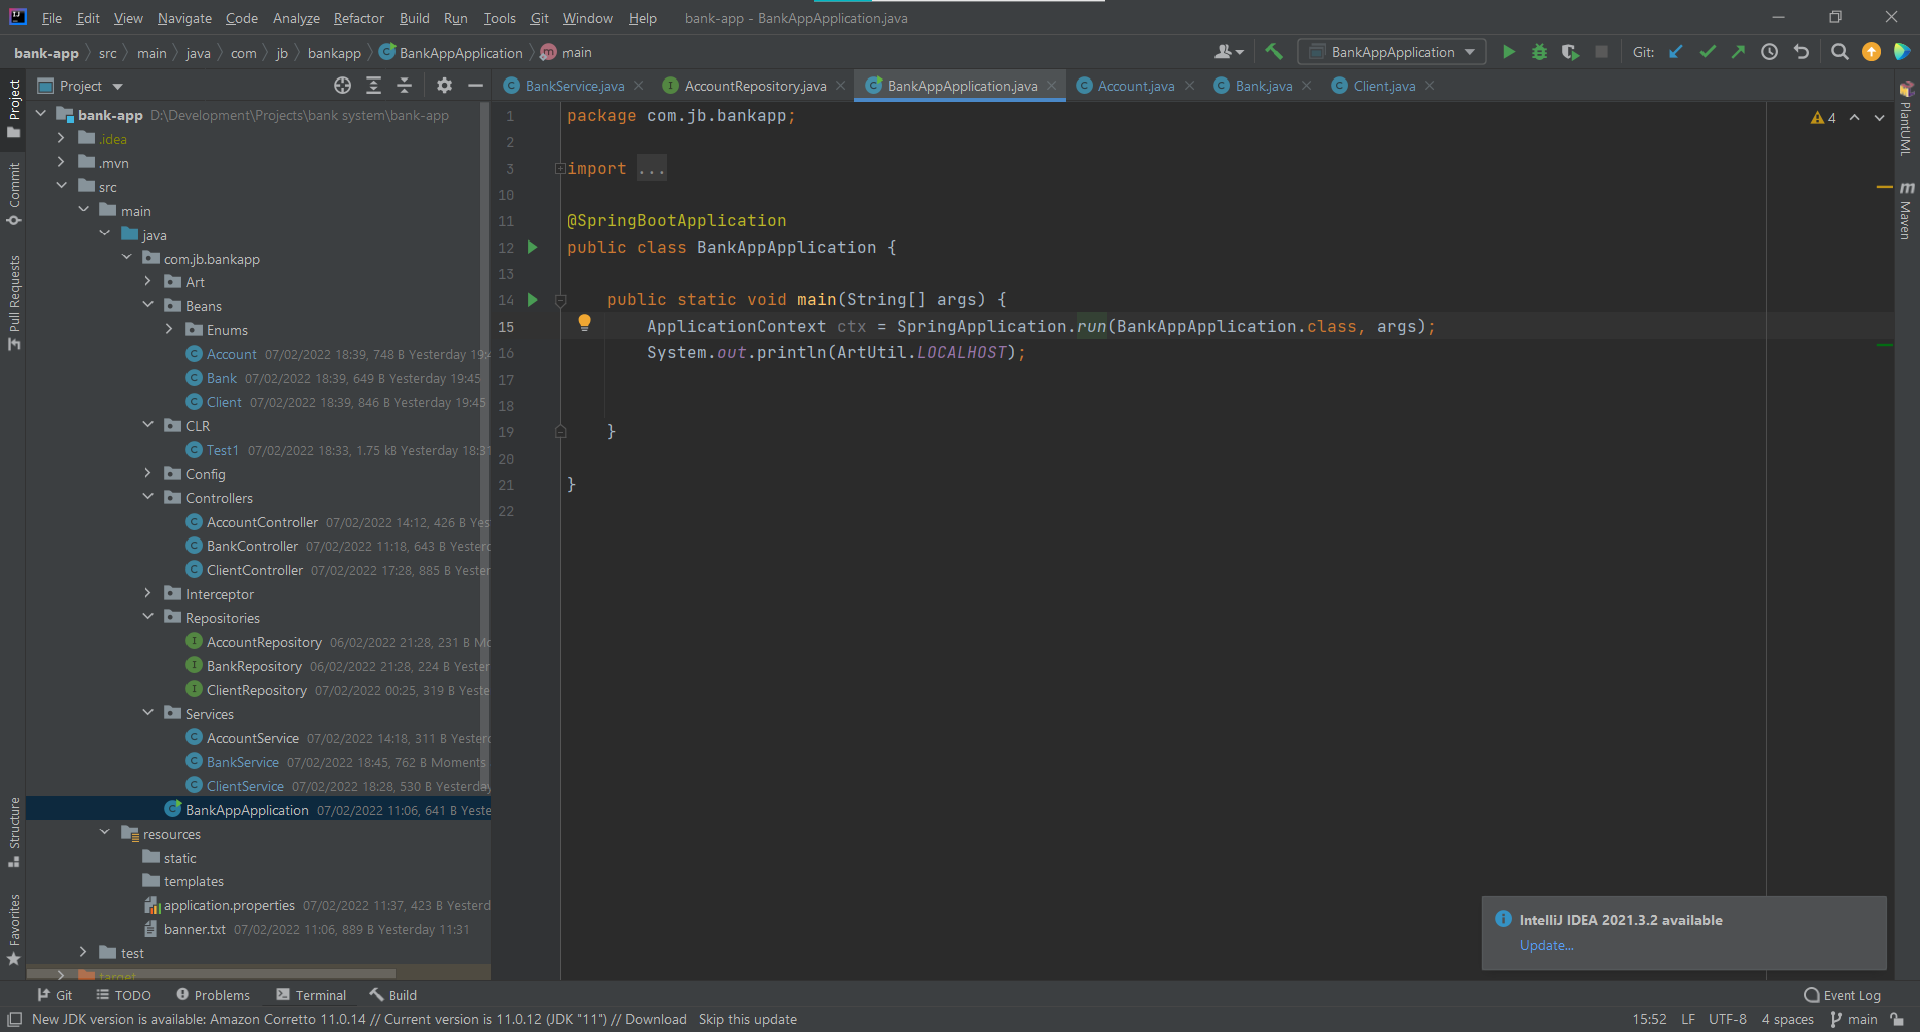 File Edit View Navigate Code Analyze Refactor Build Run Tools Git Window Help bank-app - BankAppApplication.java
bank-app src main java com jb bankapp BankAppApplication main
BankAppApplication Git:
Project
BankService.java AccountRepository.java BankAppApplication.java Account.java Bank.java Client.java
Project
Commit
Pull Requests
Structure
Favorites
bank-app D:\Development\Projects\bank system\bank-app
.idea
.mvn
src
main
java
com.jb.bankapp
Art
Beans
Enums
Account 07/02/2022 18:39, 748 B Yesterday 19:4
Bank 07/02/2022 18:39, 649 B Yesterday 19:45
Client 07/02/2022 18:39, 846 B Yesterday 19:45
CLR
Test1 07/02/2022 18:33, 1.75 kB Yesterday 18:31
Config
Controllers
AccountController 07/02/2022 14:12, 426 B Yes
BankController 07/02/2022 11:18, 643 B Yesterd
ClientController 07/02/2022 17:28, 885 B Yester
Interceptor
Repositories
AccountRepository 06/02/2022 21:28, 231 B Mo
BankRepository 06/02/2022 21:28, 224 B Yester
ClientRepository 07/02/2022 00:25, 319 B Yeste
Services
AccountService 07/02/2022 14:18, 311 B Yesterd
BankService 07/02/2022 18:45, 762 B Moments
ClientService 07/02/2022 18:28, 530 B Yesterday
BankAppApplication 07/02/2022 11:06, 641 B Yeste
resources
static
templates
application.properties 07/02/2022 11:37, 423 B Yesterd
banner.txt 07/02/2022 11:06, 889 B Yesterday 11:31
test
target
1 package com.jb.bankapp;
2
3 import ...
10
11 @SpringBootApplication
12 public class BankAppApplication {
13
14 public static void main(String[] args) {
15 ApplicationContext ctx = SpringApplication.run(BankAppApplication.class, args);
16 System.out.println(ArtUtil.LOCALHOST);
17
18
19 }
20
21 }
22
4
PlantUML
Maven
IntelliJ IDEA 2021.3.2 available
Update...
Git TODO Problems Terminal Build Event Log
New JDK version is available: Amazon Corretto 11.0.14 // Current version is 11.0.12 (JDK "11") // Download Skip this update 15:52 LF UTF-8 4 spaces main